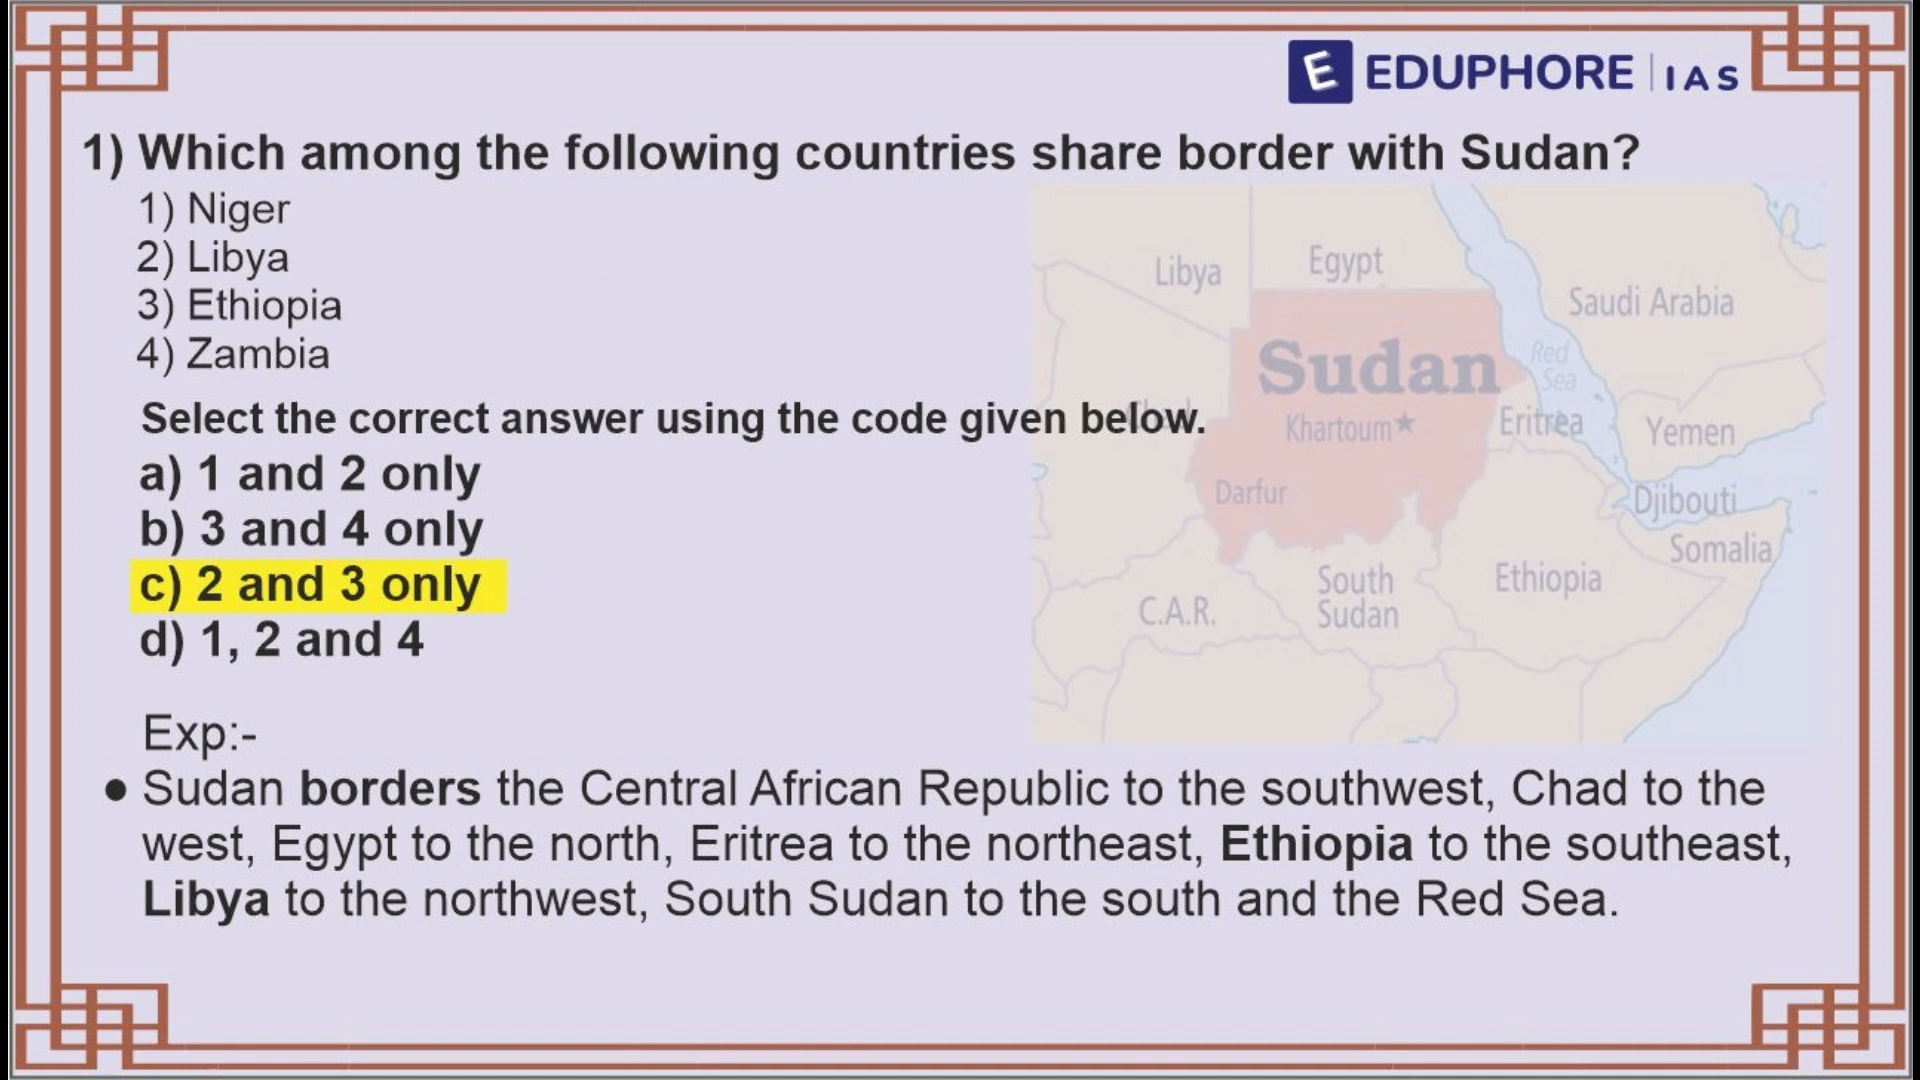 E EDUPHORE | IAS
1) Which among the following countries share border with Sudan?
1) Niger
2) Libya
3) Ethiopia
4) Zambia
Select the correct answer using the code given below.
a) 1 and 2 only
b) 3 and 4 only
c) 2 and 3 only
d) 1, 2 and 4
Libya
Egypt
Saudi Arabia
Sudan
Red
Sea
Chad
Khartoum★
Eritrea
Yemen
Darfur
Djibouti
Somalia
South
Sudan
Ethiopia
C.A.R.
Exp:-
● Sudan borders the Central African Republic to the southwest, Chad to the
west, Egypt to the north, Eritrea to the northeast, Ethiopia to the southeast,
Libya to the northwest, South Sudan to the south and the Red Sea.